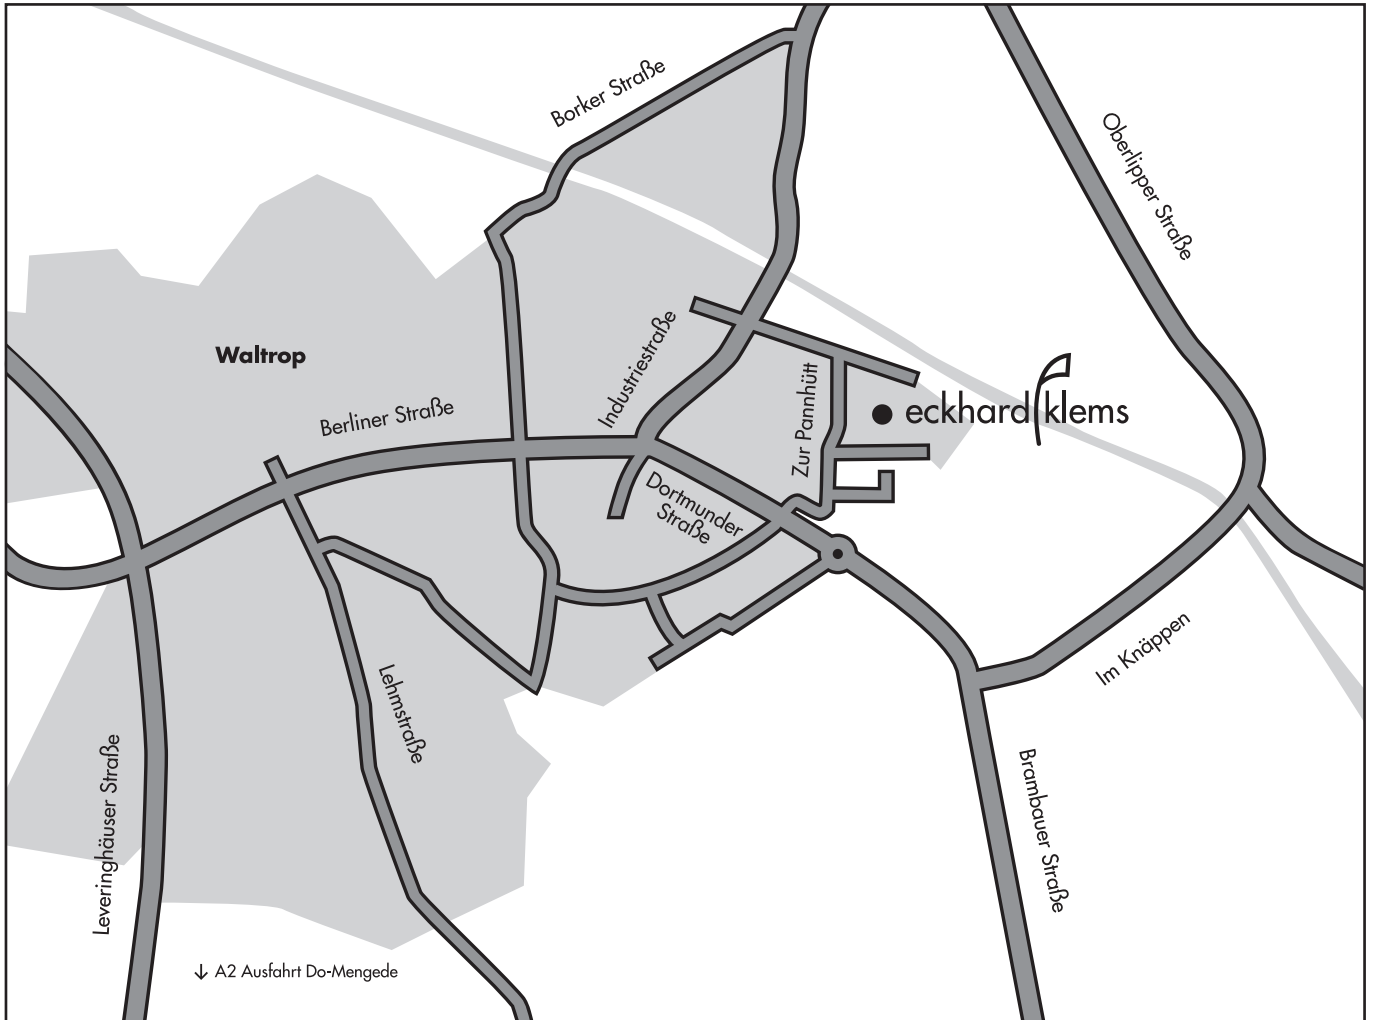 Borker Straße
Oberlipper Straße
Industriestraße
Waltrop
Berliner Straße
Zur Pannhütt
eckhard klems
Dortmunder
Straße
Im Knäppen
Lehmstraße
Leveringhäuser Straße
Brambauer Straße
↓ A2 Ausfahrt Do-Mengede